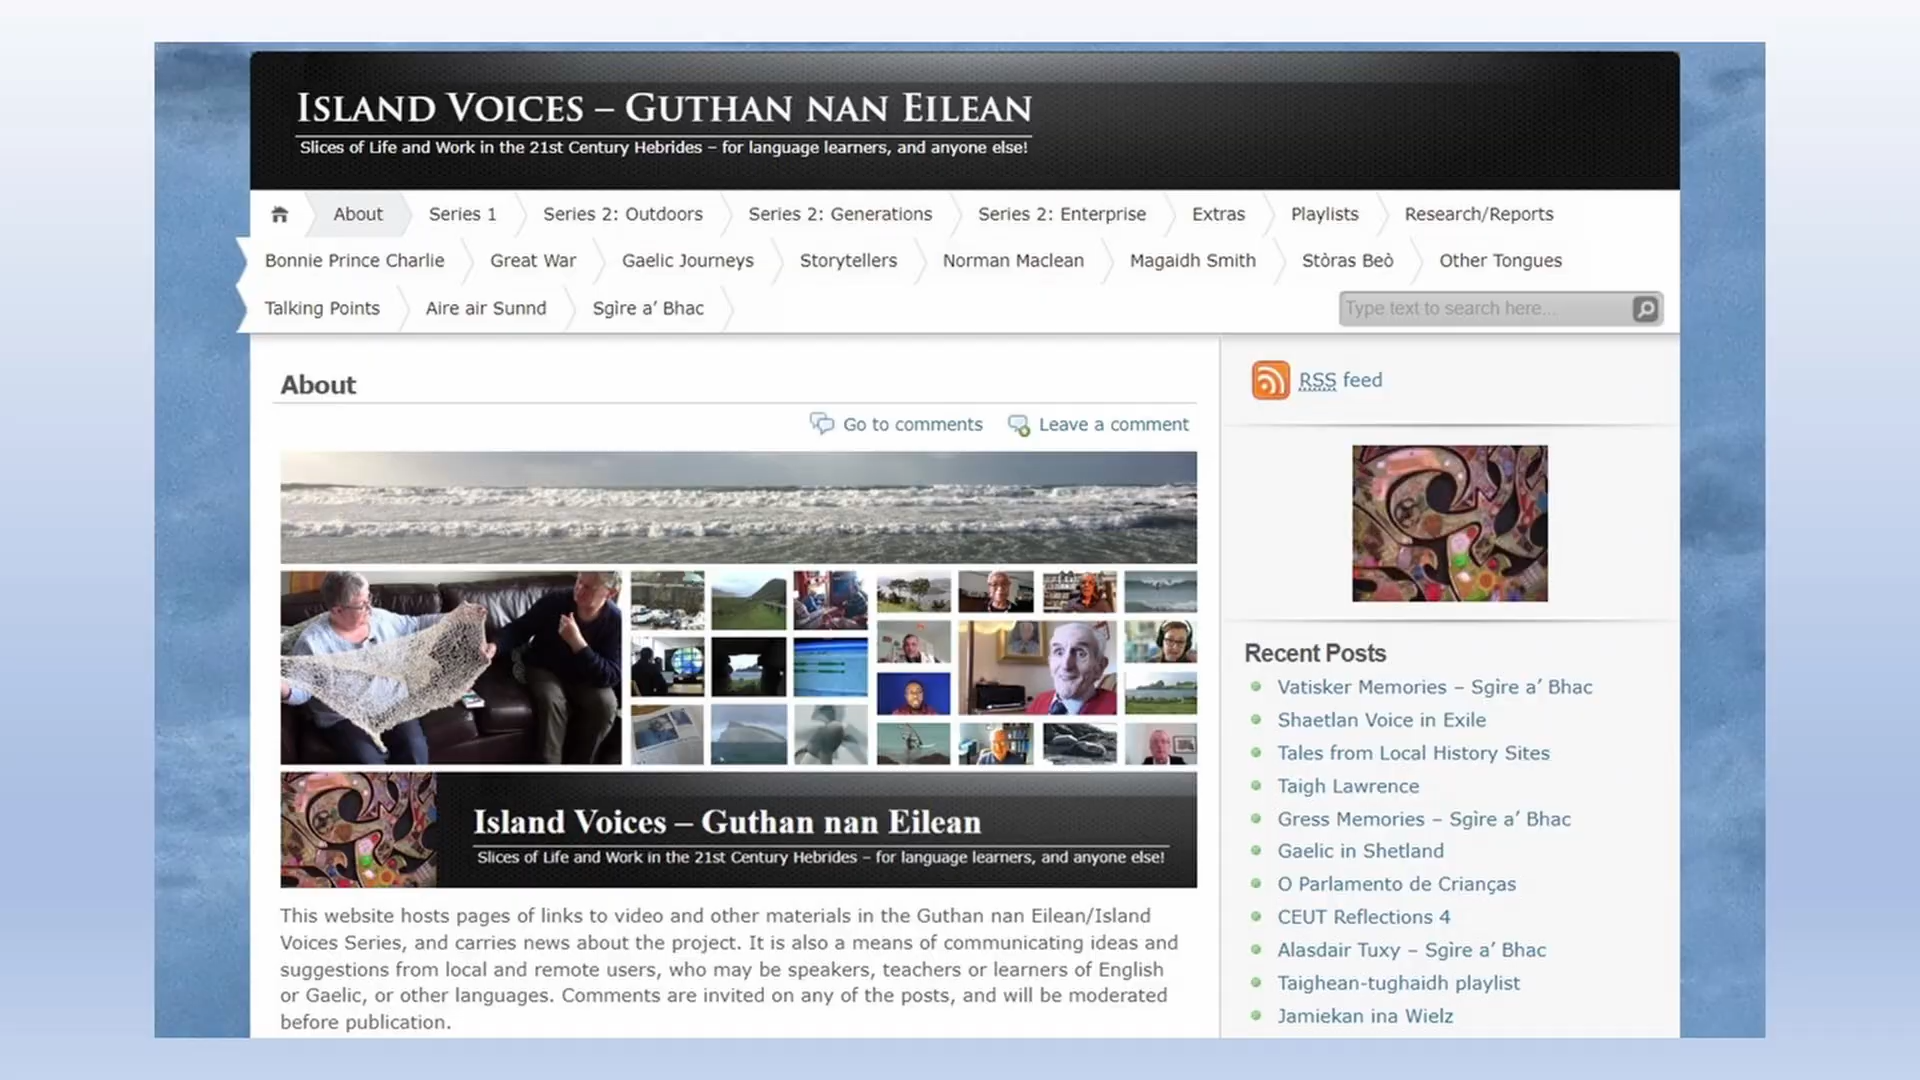 Island Voices – Guthan nan Eilean
Slices of Life and Work in the 21st Century Hebrides – for language learners, and anyone else!
About
Series 1
Series 2: Outdoors
Series 2: Generations
Series 2: Enterprise
Extras
Playlists
Research/Reports
Bonnie Prince Charlie
Great War
Gaelic Journeys
Storytellers
Norman Maclean
Magaidh Smith
Stòras Beò
Other Tongues
Talking Points
Aire air Sunnd
Sgìre a’ Bhac
Type text to search here...
About
Go to comments
Leave a comment
Island Voices – Guthan nan Eilean
Slices of Life and Work in the 21st Century Hebrides – for language learners, and anyone else!
This website hosts pages of links to video and other materials in the Guthan nan Eilean/Island
Voices Series, and carries news about the project. It is also a means of communicating ideas and
suggestions from local and remote users, who may be speakers, teachers or learners of English
or Gaelic, or other languages. Comments are invited on any of the posts, and will be moderated
before publication.
RSS feed
Recent Posts
Vatisker Memories – Sgìre a’ Bhac
Shaetlan Voice in Exile
Tales from Local History Sites
Taigh Lawrence
Gress Memories – Sgìre a’ Bhac
Gaelic in Shetland
O Parlamento de Crianças
CEUT Reflections 4
Alasdair Tuxy – Sgìre a’ Bhac
Taighean-tughaidh playlist
Jamiekan ina Wielz